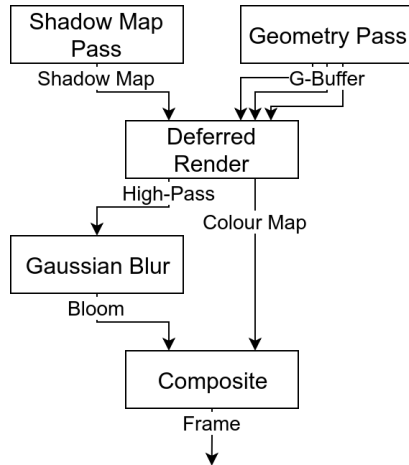 Shadow Map
Pass
Geometry Pass
Shadow Map
G-Buffer
Deferred
Render
High-Pass
Colour Map
Gaussian Blur
Bloom
Composite
Frame